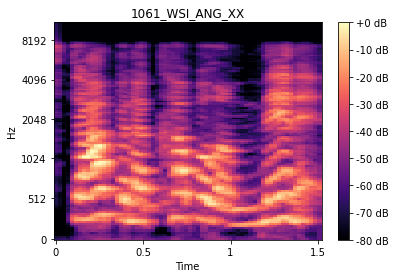 1061_WSI_ANG_XX
Hz
8192
4096
2048
1024
512
0
0
0.5
1
1.5
Time
+0 dB
-10 dB
-20 dB
-30 dB
-40 dB
-50 dB
-60 dB
-70 dB
-80 dB